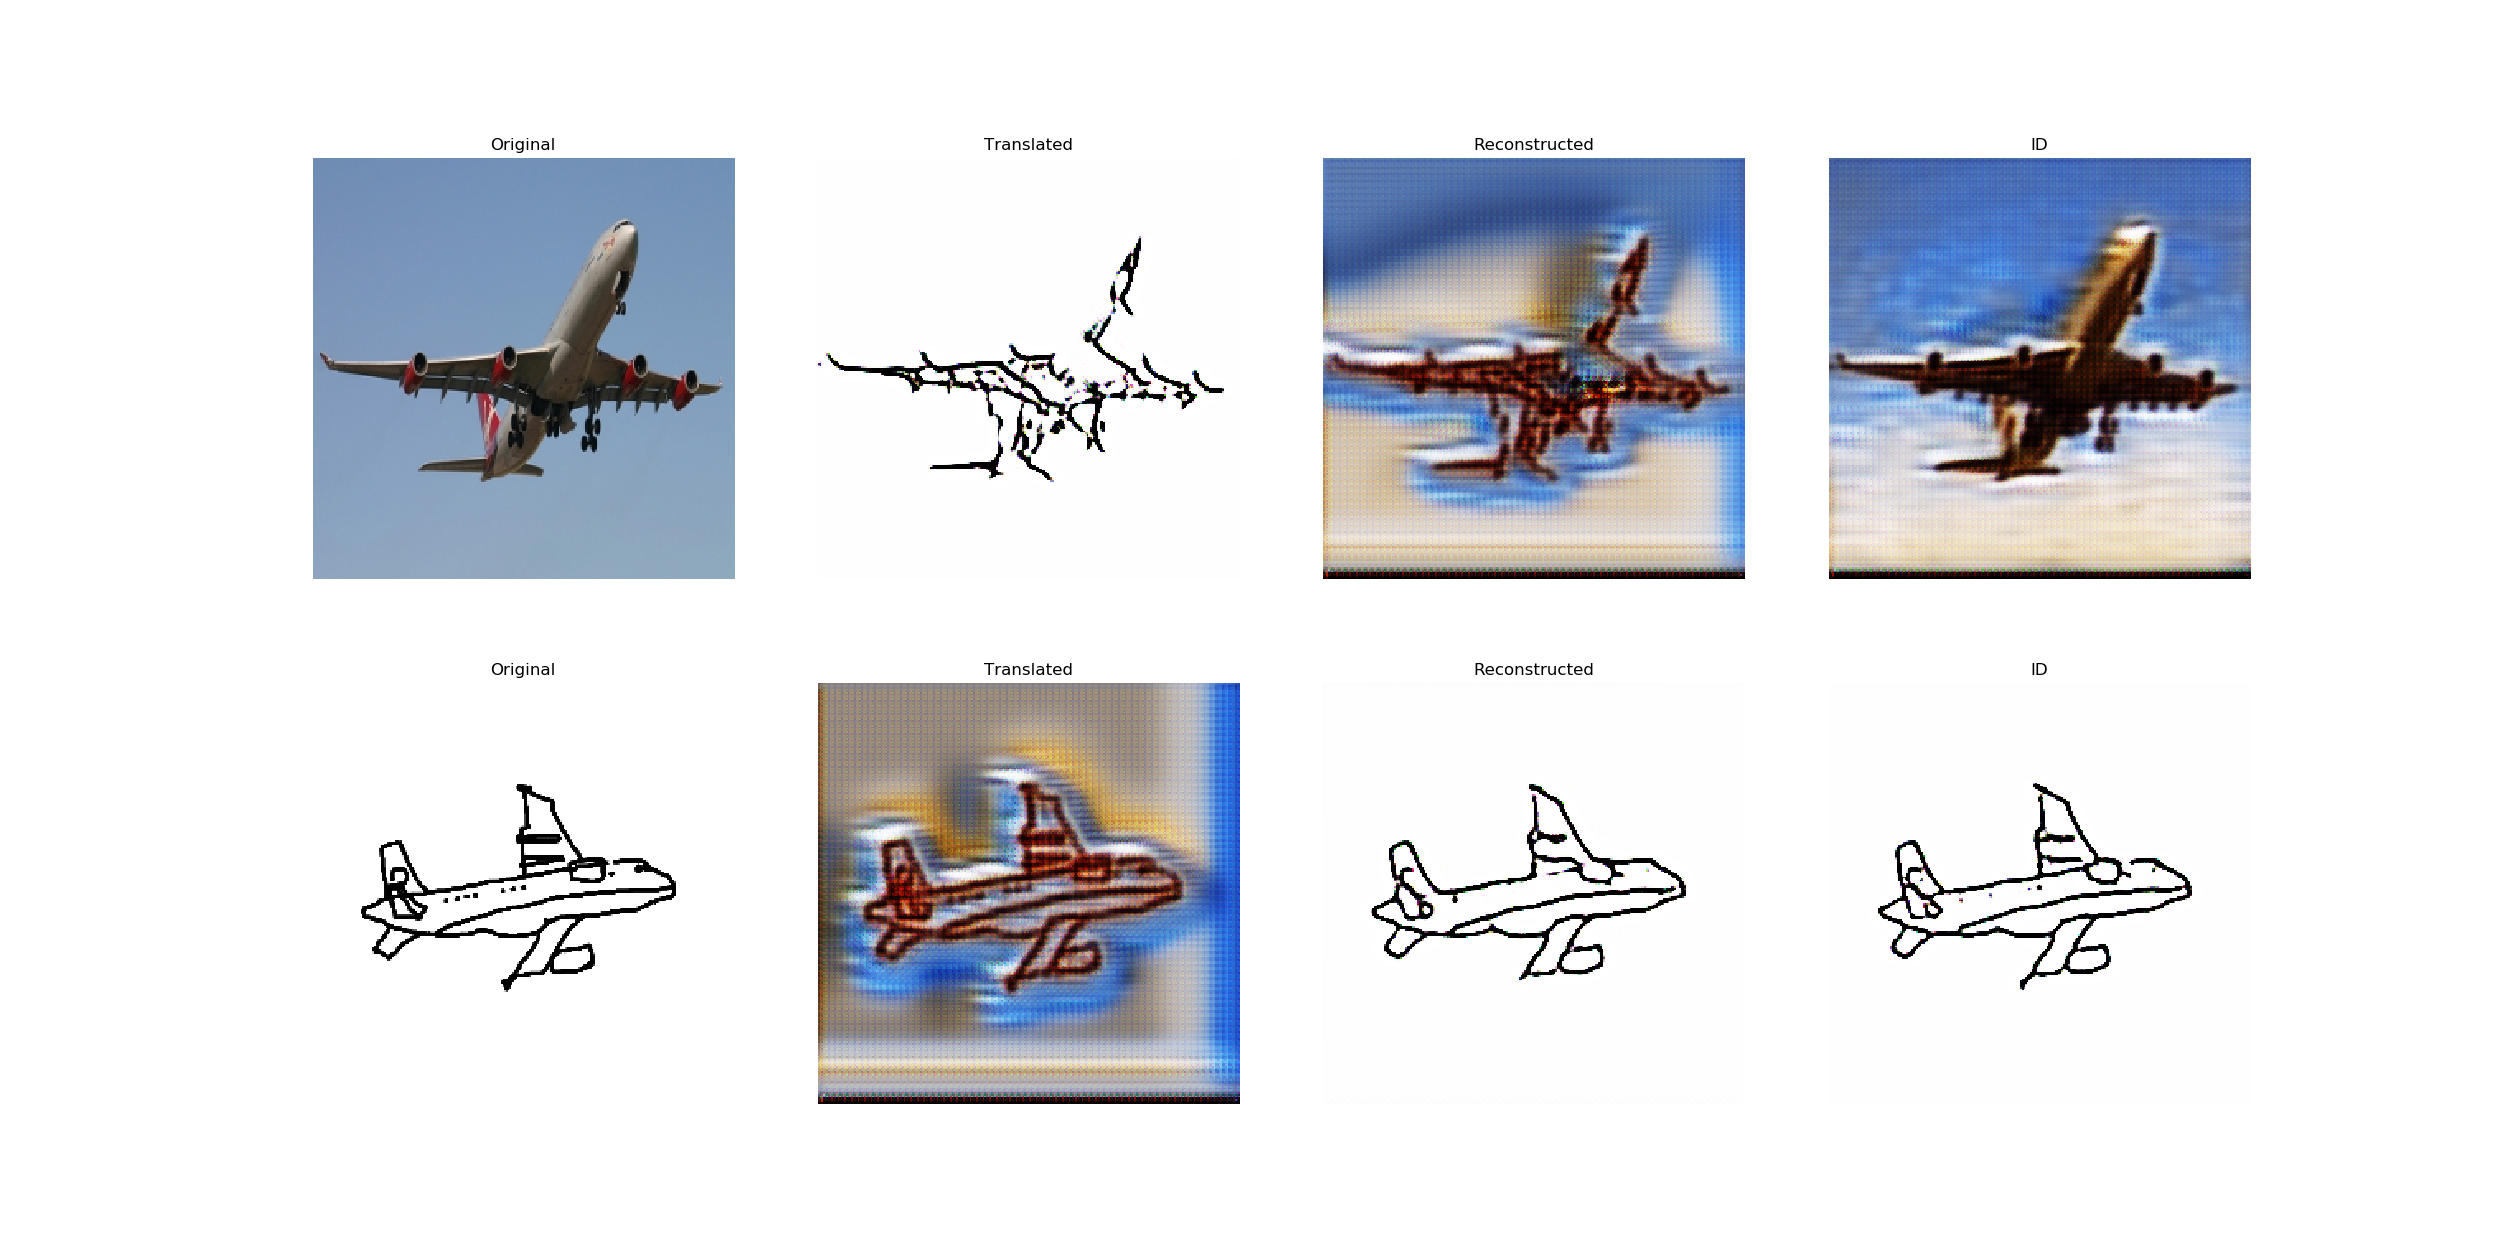 Original
Translated
Reconstructed
ID
Original
Translated
Reconstructed
ID